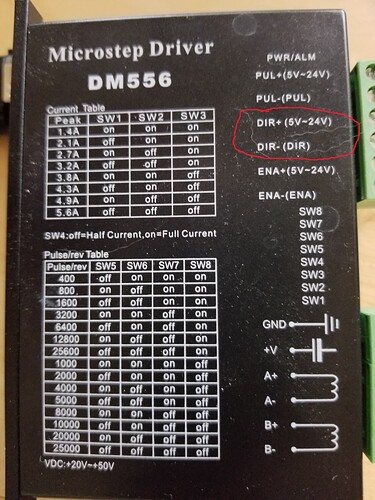 Microstep Driver
DM556
Current Table
Peak SW1 SW2 SW3
1.4A on on on
2.1A off on on
2.7A on off on
3.2A off off on
3.8A on on off
4.3A off on off
4.9A on off off
5.6A off off off
SW4:off=Half Current,on=Full Current
Pulse/rev Table
Pulse/rev SW5 SW6 SW7 SW8
400 off on on on
800 on off on on
1600 off off on on
3200 on on off on
6400 off on off on
12800 on off off on
25600 off off off on
1000 on on on off
2000 off on on off
4000 on off on off
5000 off off on off
8000 on on off off
10000 off on off off
20000 on off off off
25000 off off off off
VDC:+20V~+50V
PWR/ALM
PUL+(5V~24V)
PUL-(PUL)
DIR+(5V~24V)
DIR-(DIR)
ENA+(5V~24V)
ENA-(ENA)
SW8
SW7
SW6
SW5
SW4
SW3
SW2
SW1
GND
+V
A+
A-
B+
B-